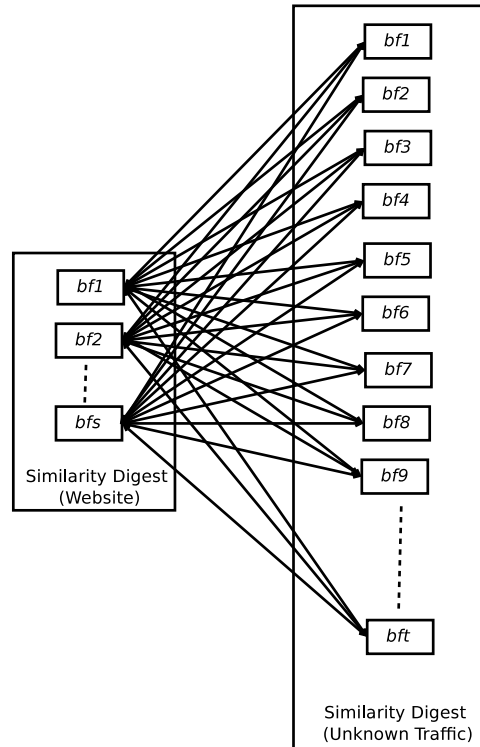 bf1
bf2
bfs
Similarity Digest
(Website)
bf1
bf2
bf3
bf4
bf5
bf6
bf7
bf8
bf9
bft
Similarity Digest
(Unknown Traffic)